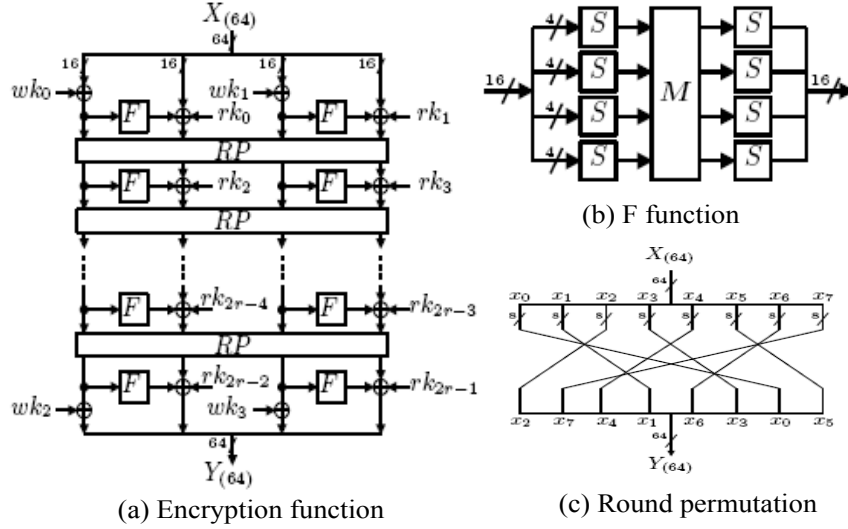 X(64)
64
16 16 16 16
wk0 wk1
F rk0 F rk1
RP
F rk2 F rk3
RP
F rk2r−4 F rk2r−3
RP
F rk2r−2 F rk2r−1
wk2 wk3
64
Y(64)
(a) Encryption function
4 S S
4 S S
16 M 16
4 S S
4 S S
(b) F function
X(64)
64
x0 x1 x2 x3 x4 x5 x6 x7
8 8 8 8 8 8 8 8
x2 x7 x4 x1 x6 x3 x0 x5
64
Y(64)
(c) Round permutation